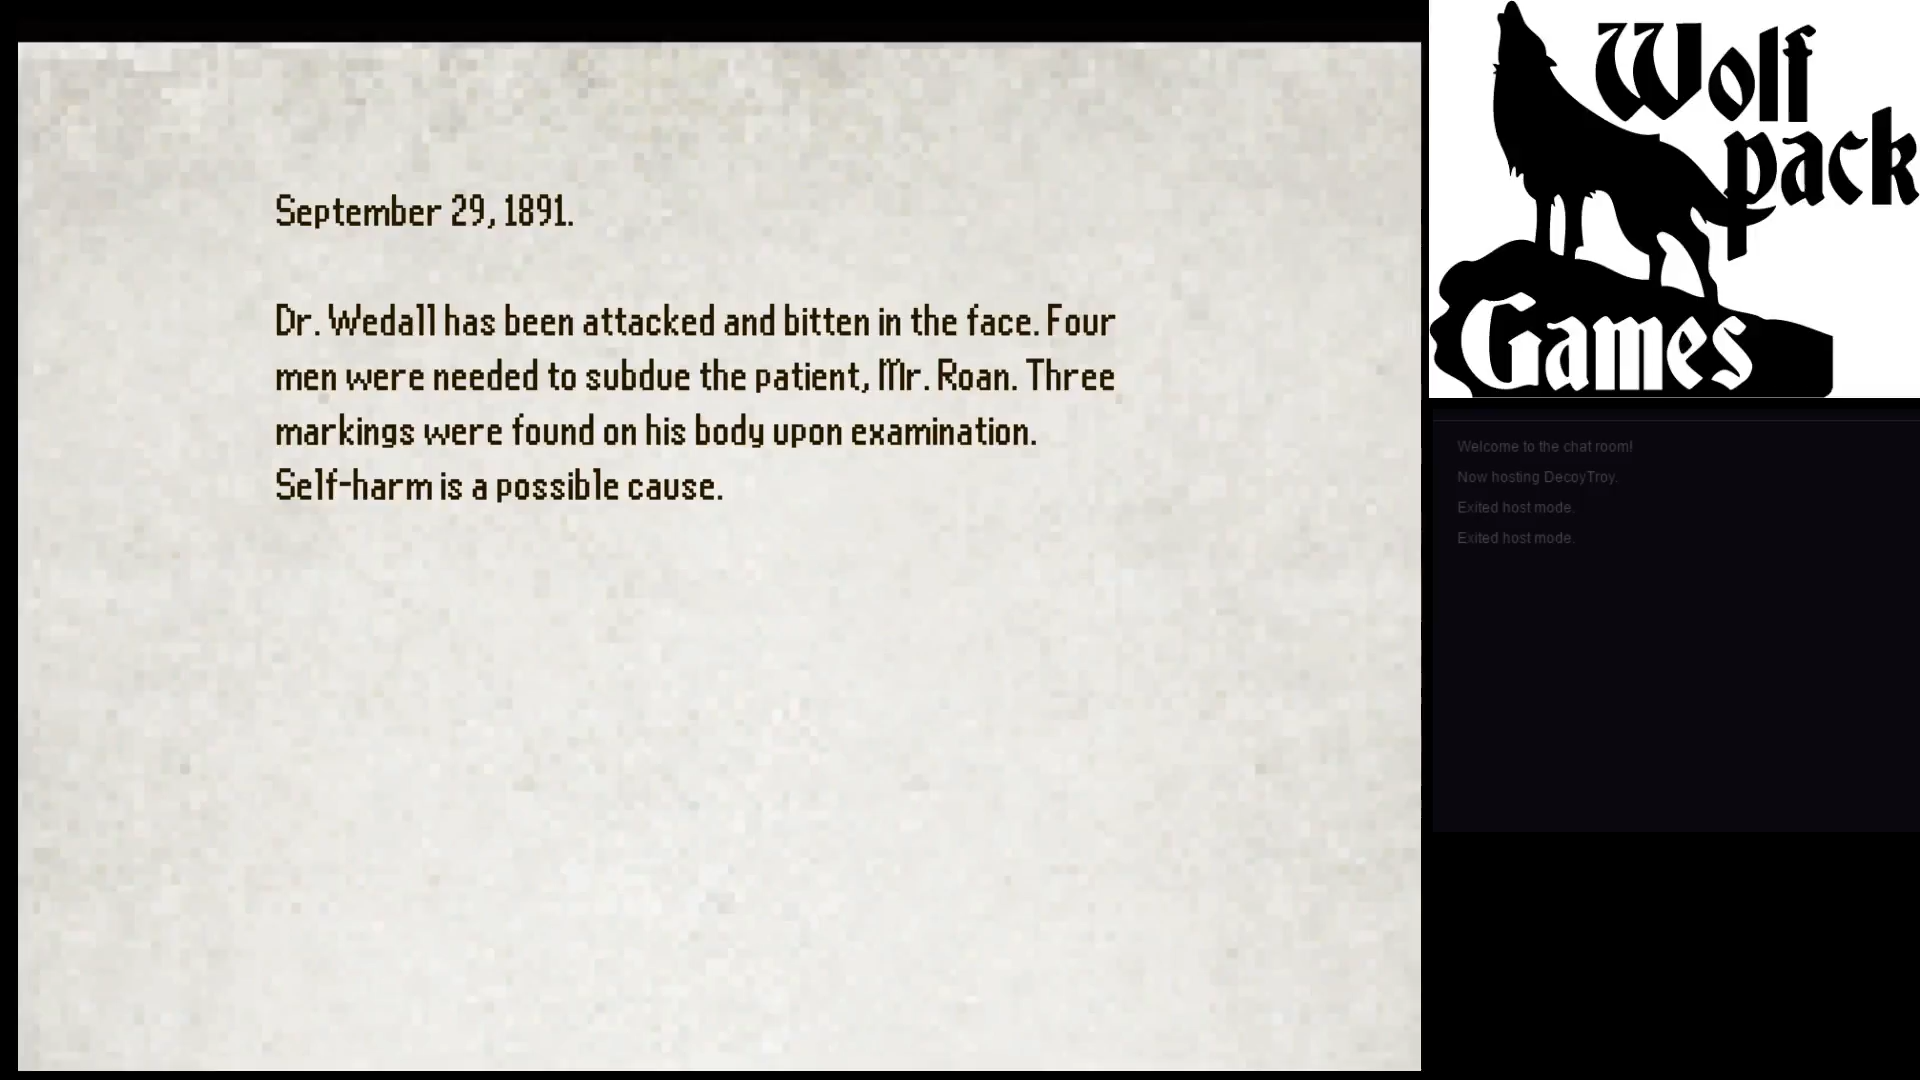 September 29, 1891.
Dr. Wedall has been attacked and bitten in the face. Four
men were needed to subdue the patient, Mr. Roan. Three
markings were found on his body upon examination.
Self-harm is a possible cause.
Wolf
pack
Games
Welcome to the chat room!
Now hosting DecoyTroy.
Exited host mode.
Exited host mode.